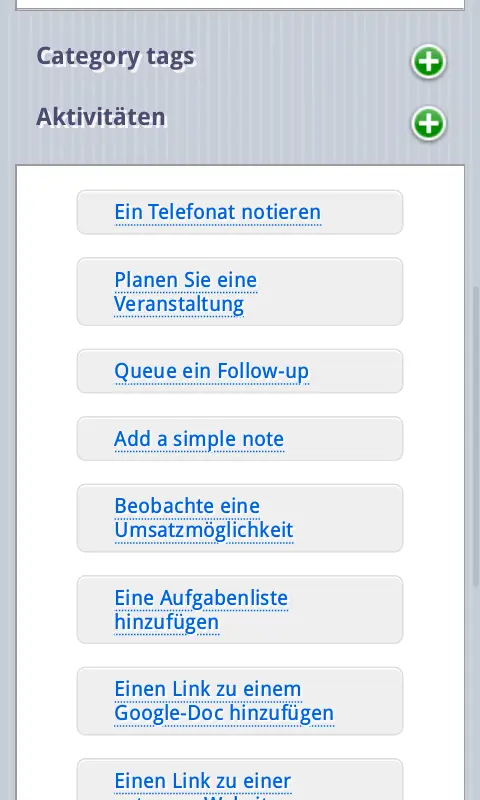 Category tags
Aktivitäten
Ein Telefonat notieren
Planen Sie eine
Veranstaltung
Queue ein Follow-up
Add a simple note
Beobachte eine
Umsatzmöglichkeit
Eine Aufgabenliste
hinzufügen
Einen Link zu einem
Google-Doc hinzufügen
Einen Link zu einer